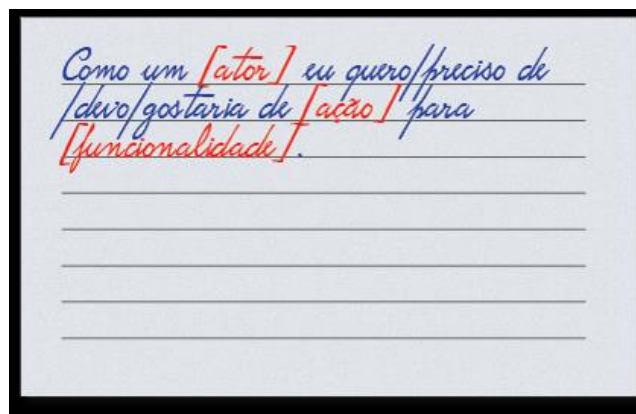 Como um [ator] eu quero/preciso de
/devo/gostaria de [ação] para
[funcionalidade].